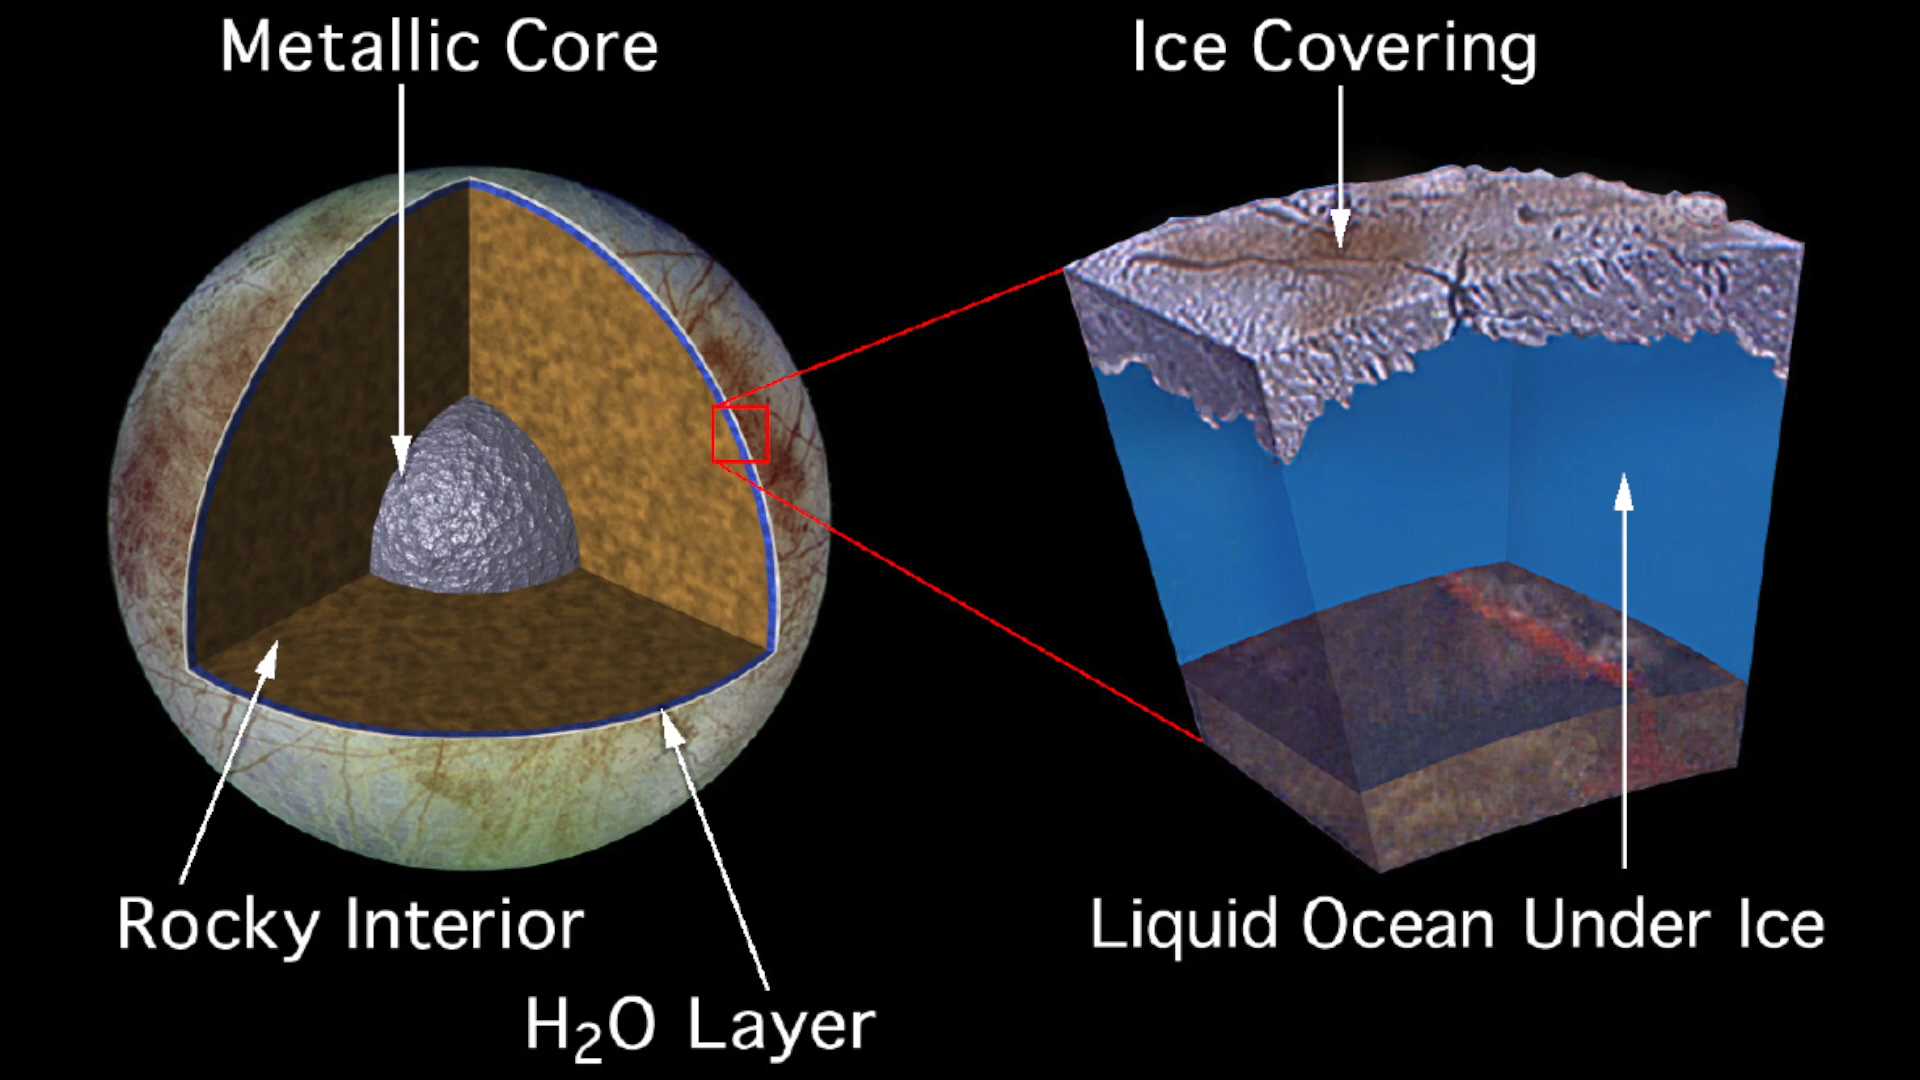 Metallic Core
Ice Covering
Rocky Interior
Liquid Ocean Under Ice
H₂O Layer